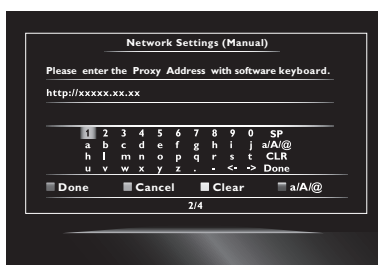 Network Settings (Manual)
Please enter the Proxy Address with software keyboard.
http://xxxxx.xx.xx
1 2 3 4 5 6 7 8 9 0 SP
a b c d e f g h i j a/A/@
h l m n o p q r s t CLR
u v w x y z . - <- -> Done
Done Cancel Clear a/A/@
2/4